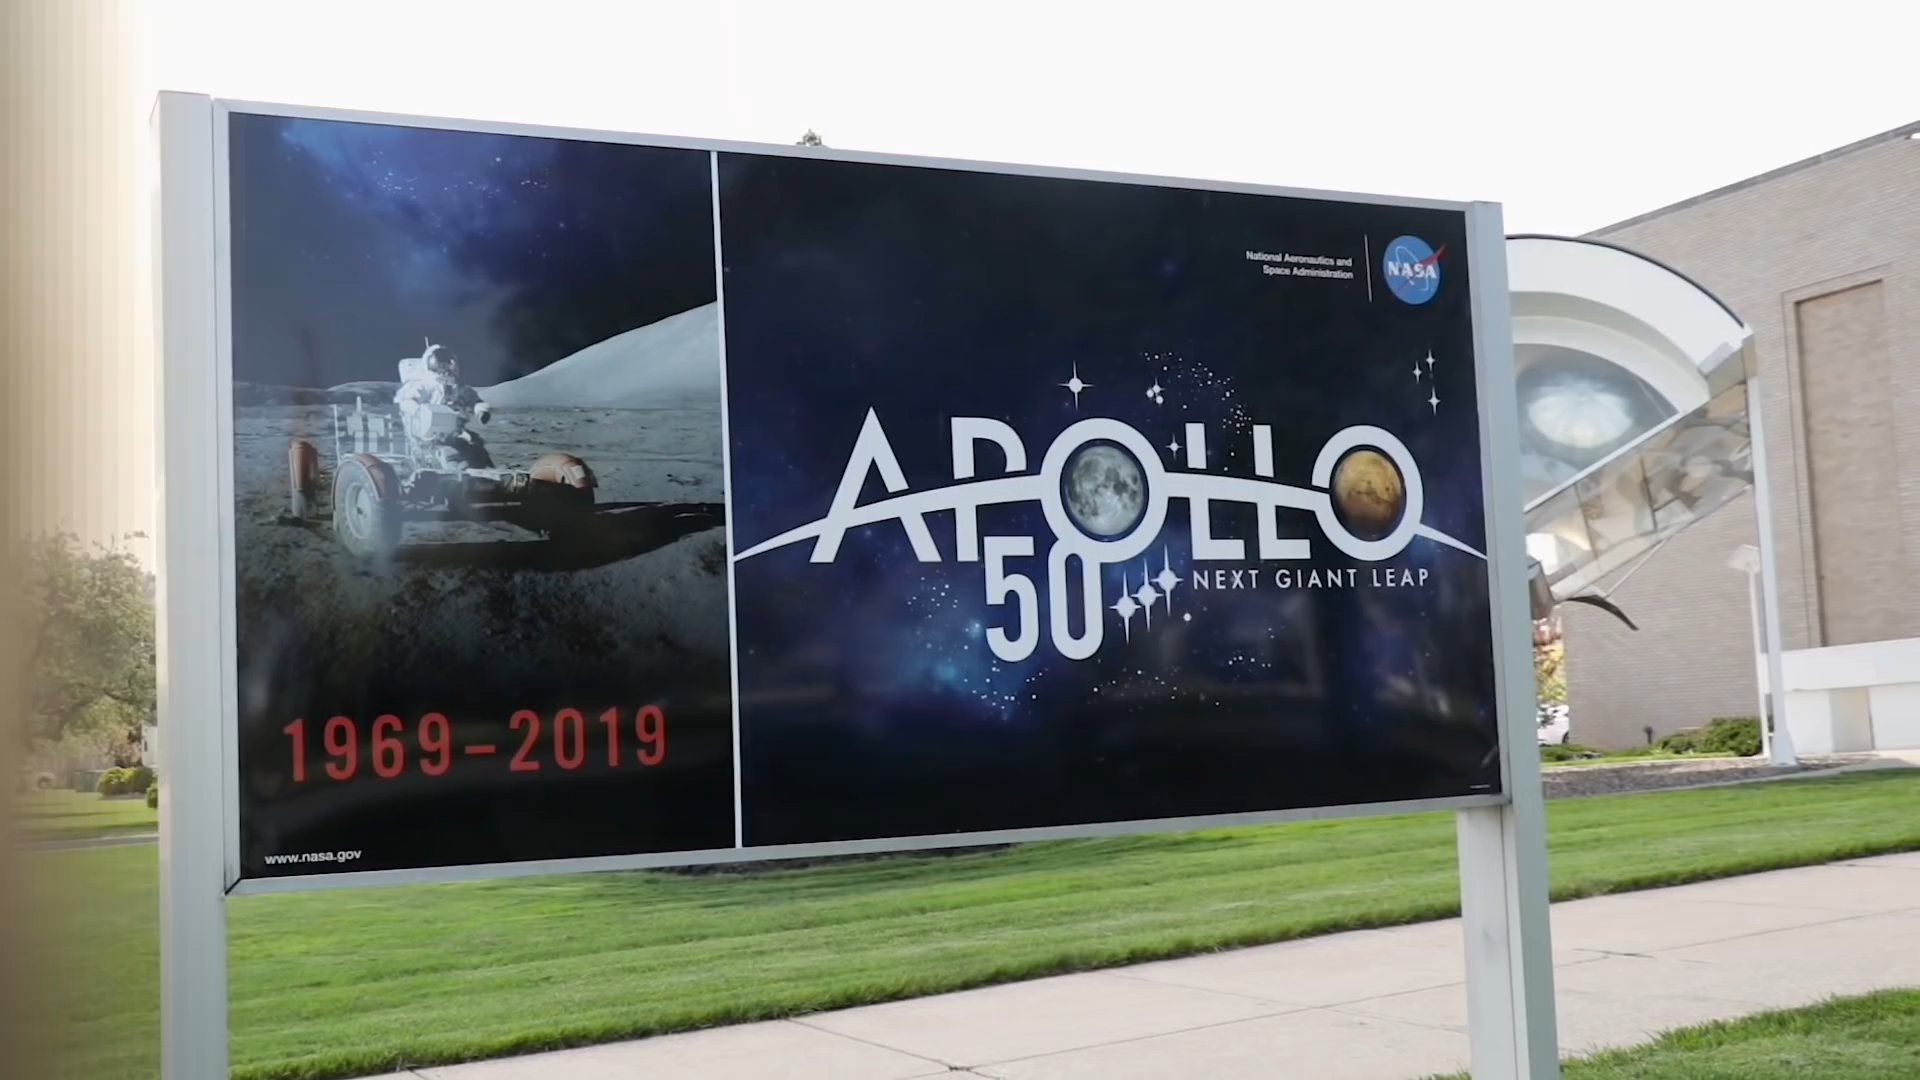 1969–2019
www.nasa.gov
National Aeronautics and
Space Administration
NASA
APOLLO
50
NEXT GIANT LEAP